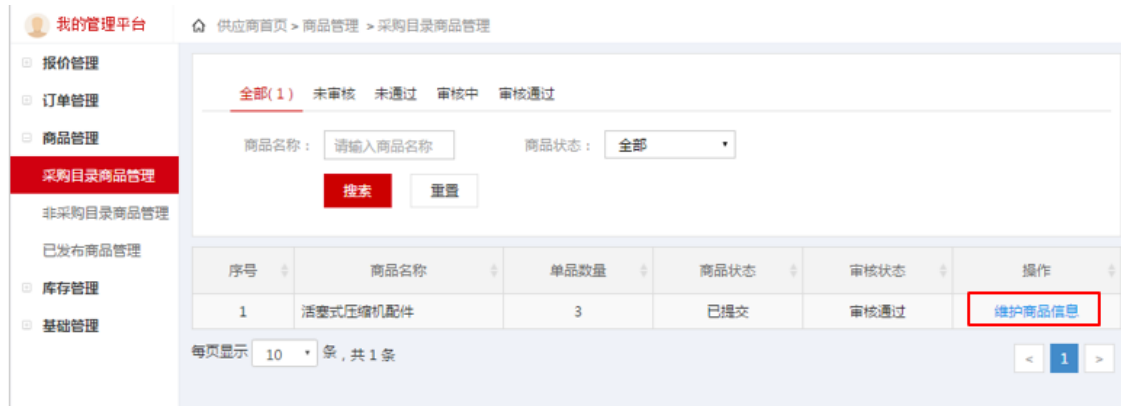 我的管理平台
供应商首页 > 商品管理 > 采购目录商品管理
报价管理
订单管理
商品管理
采购目录商品管理
非采购目录商品管理
已发布商品管理
库存管理
基础管理
全部(1) 未审核 未通过 审核中 审核通过
商品名称: 请输入商品名称 商品状态: 全部
搜索 重置
序号 商品名称 单品数量 商品状态 审核状态 操作
1 活塞式压缩机配件 3 已提交 审核通过 维护商品信息
每页显示 10 条,共1条
< 1 >